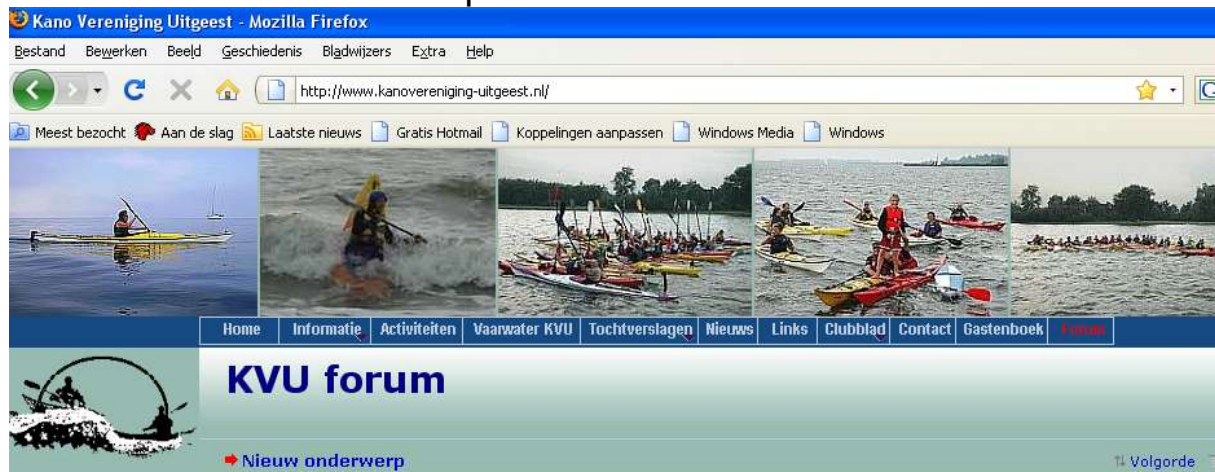 Kano Vereniging Uitgeest - Mozilla Firefox
Bestand Bewerken Beeld Geschiedenis Bladwijzers Extra Help
http://www.kanovereniging-uitgeest.nl/
Meest bezocht Aan de slag Laatste nieuws Gratis Hotmail Koppelingen aanpassen Windows Media Windows
Home Informatie Activiteiten Vaarwater KVU Tochtverslagen Nieuws Links Clubblad Contact Gastenboek Forum
KVU forum
Nieuw onderwerp Volgorde